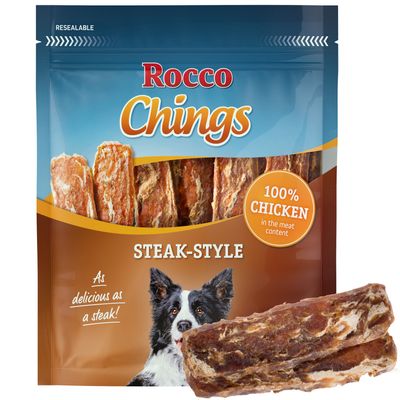 RESEALABLE
Rocco
Chings
100%
CHICKEN
in the meat
content
STEAK-STYLE
As
delicious as
a steak!